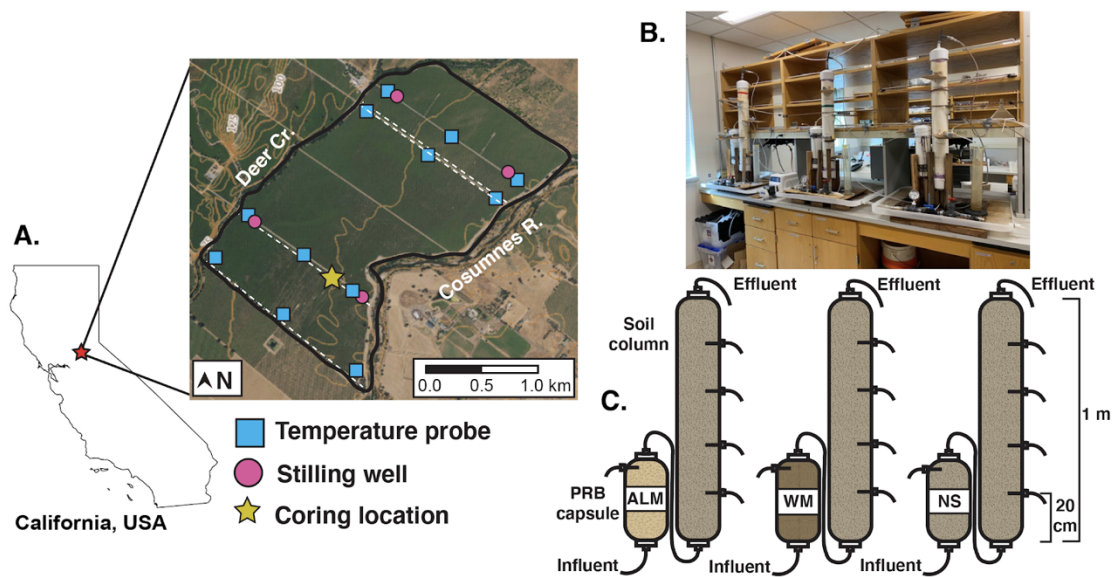 A.
Deer Cr.
Cosumnes R.
N
0.0 0.5 1.0 km
Temperature probe
Stilling well
Coring location
California, USA
B.
C.
Effluent
Effluent
Effluent
Soil
column
1 m
PRB
capsule
ALM
WM
NS
20
cm
Influent
Influent
Influent